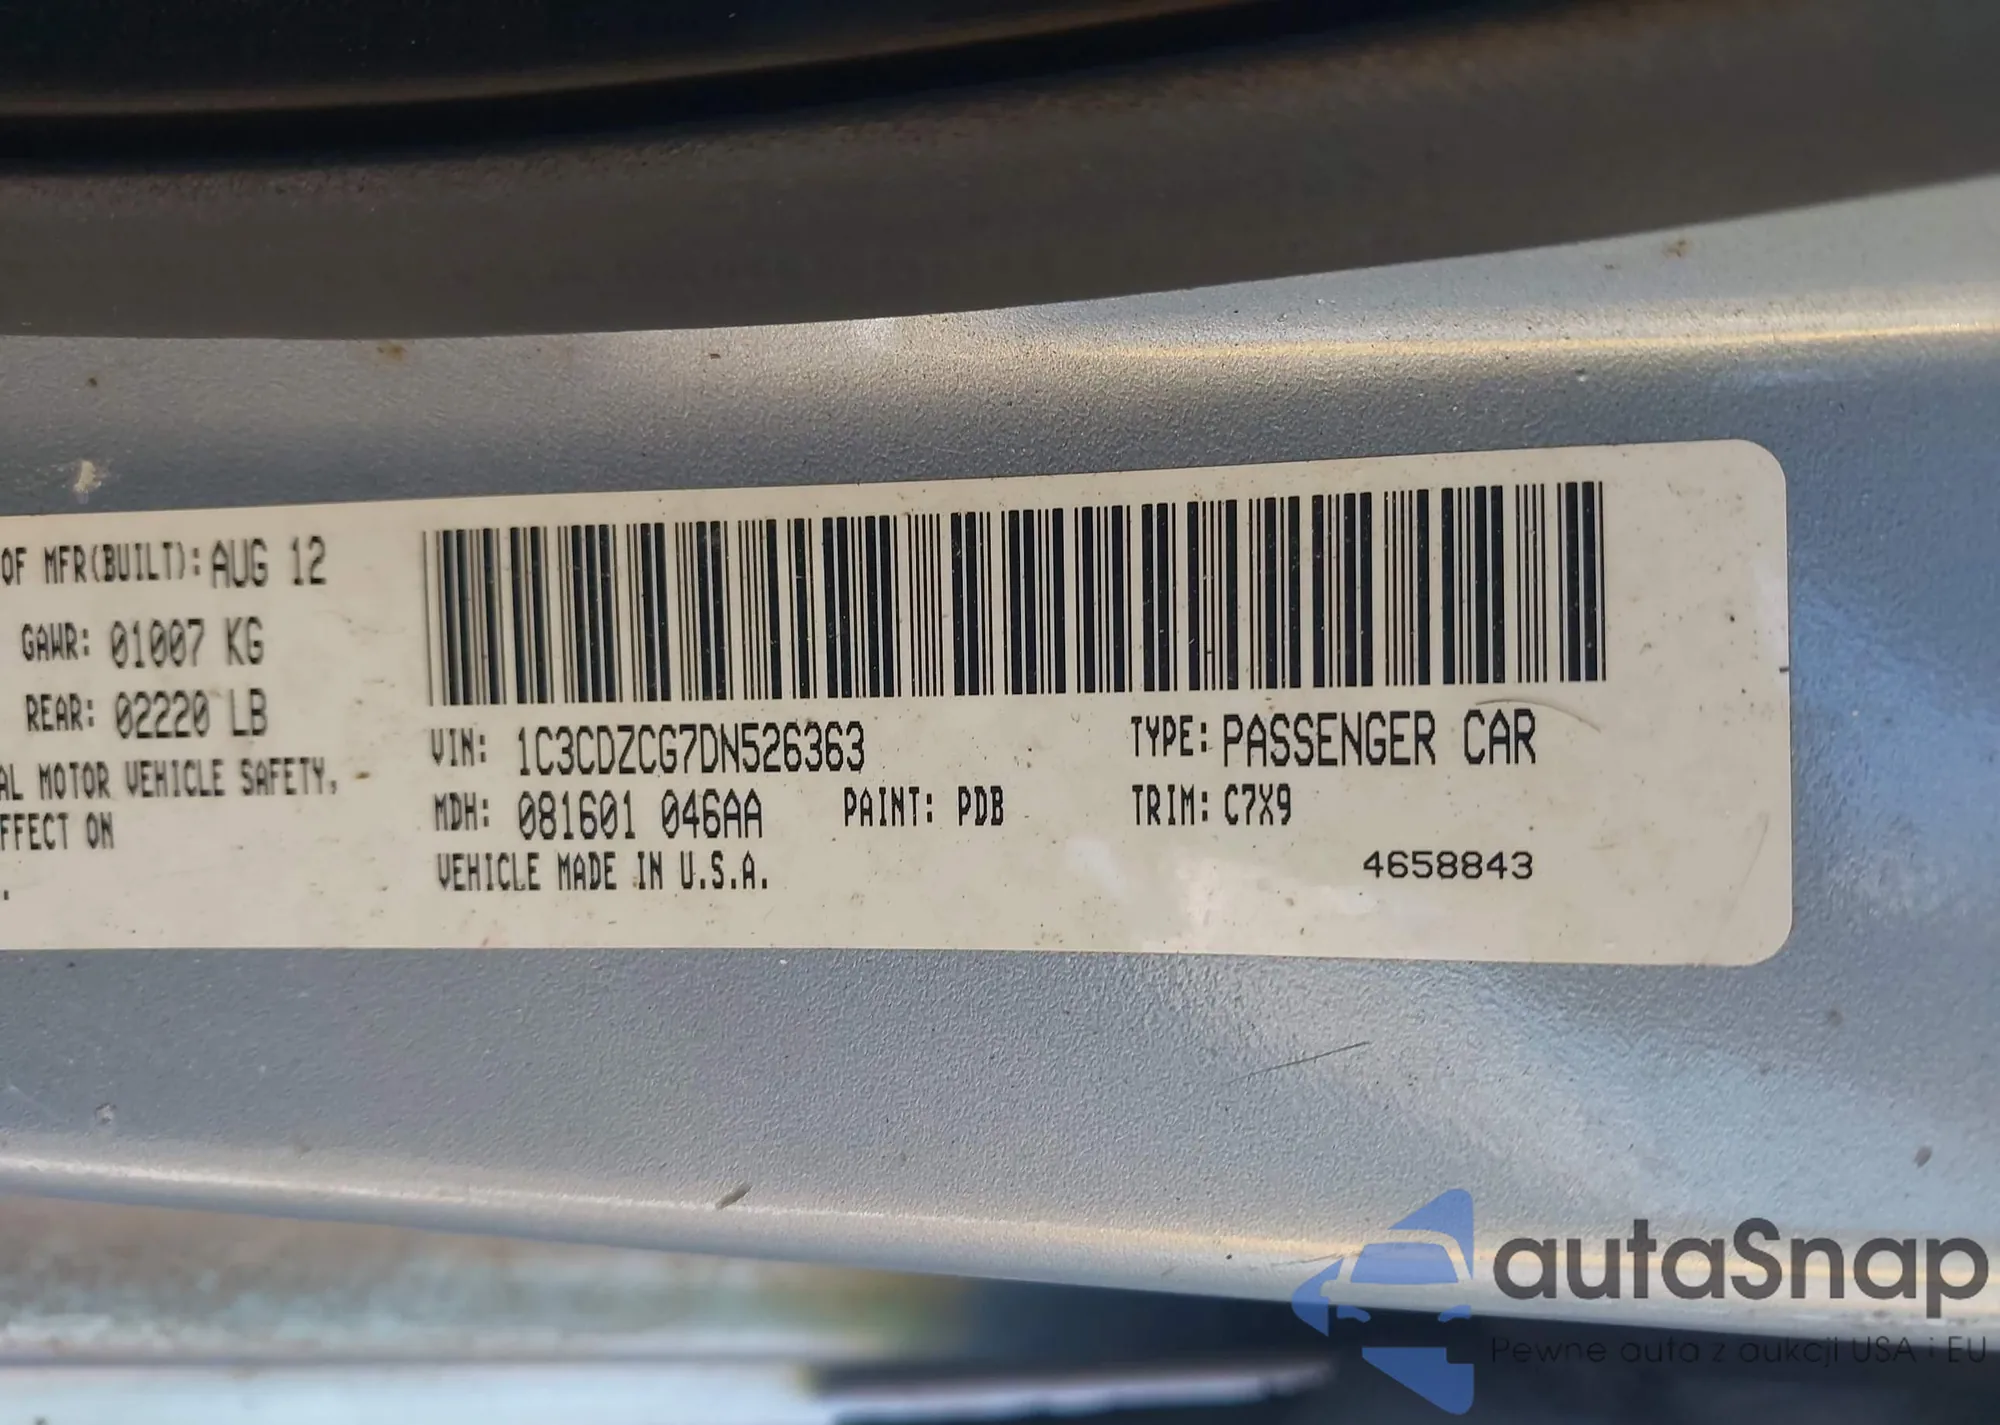 OF MFR(BUILT): AUG 12
GAWR: 01007 KG
REAR: 02220 LB
AL MOTOR VEHICLE SAFETY,
FFECT ON
.
VIN: 1C3CDZCG7DN526363
TYPE: PASSENGER CAR
MDH: 081601 046AA
PAINT: PDB
TRIM: C7X9
VEHICLE MADE IN U.S.A.
4658843
autaSnap
Pewne auta z aukcji USA i EU